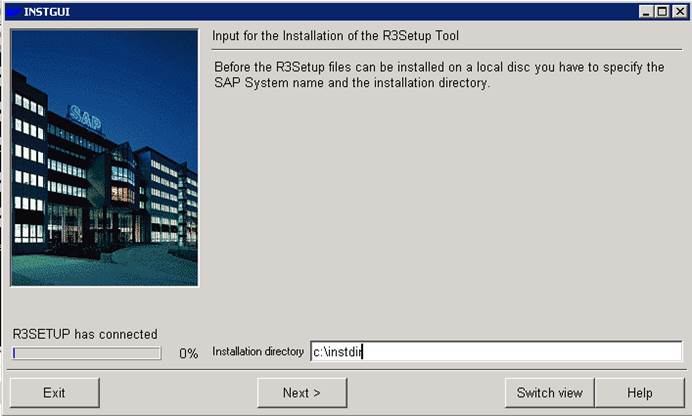 INSTGUI
Input for the Installation of the R3Setup Tool
Before the R3Setup files can be installed on a local disc you have to specify the
SAP System name and the installation directory.
SAP
R3SETUP has connected
0%
Installation directory
c:\instdir
Exit
Next >
Switch view
Help